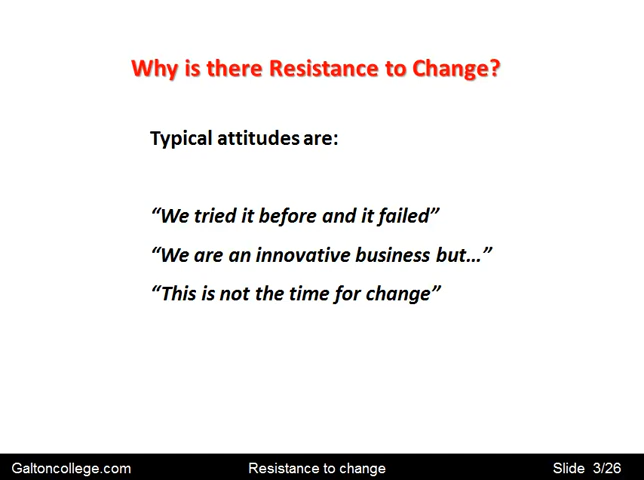 Why is there Resistance to Change?
Typical attitudes are:
“We tried it before and it failed”
“We are an innovative business but…”
“This is not the time for change”
Galtoncollege.com Resistance to change Slide 3/26